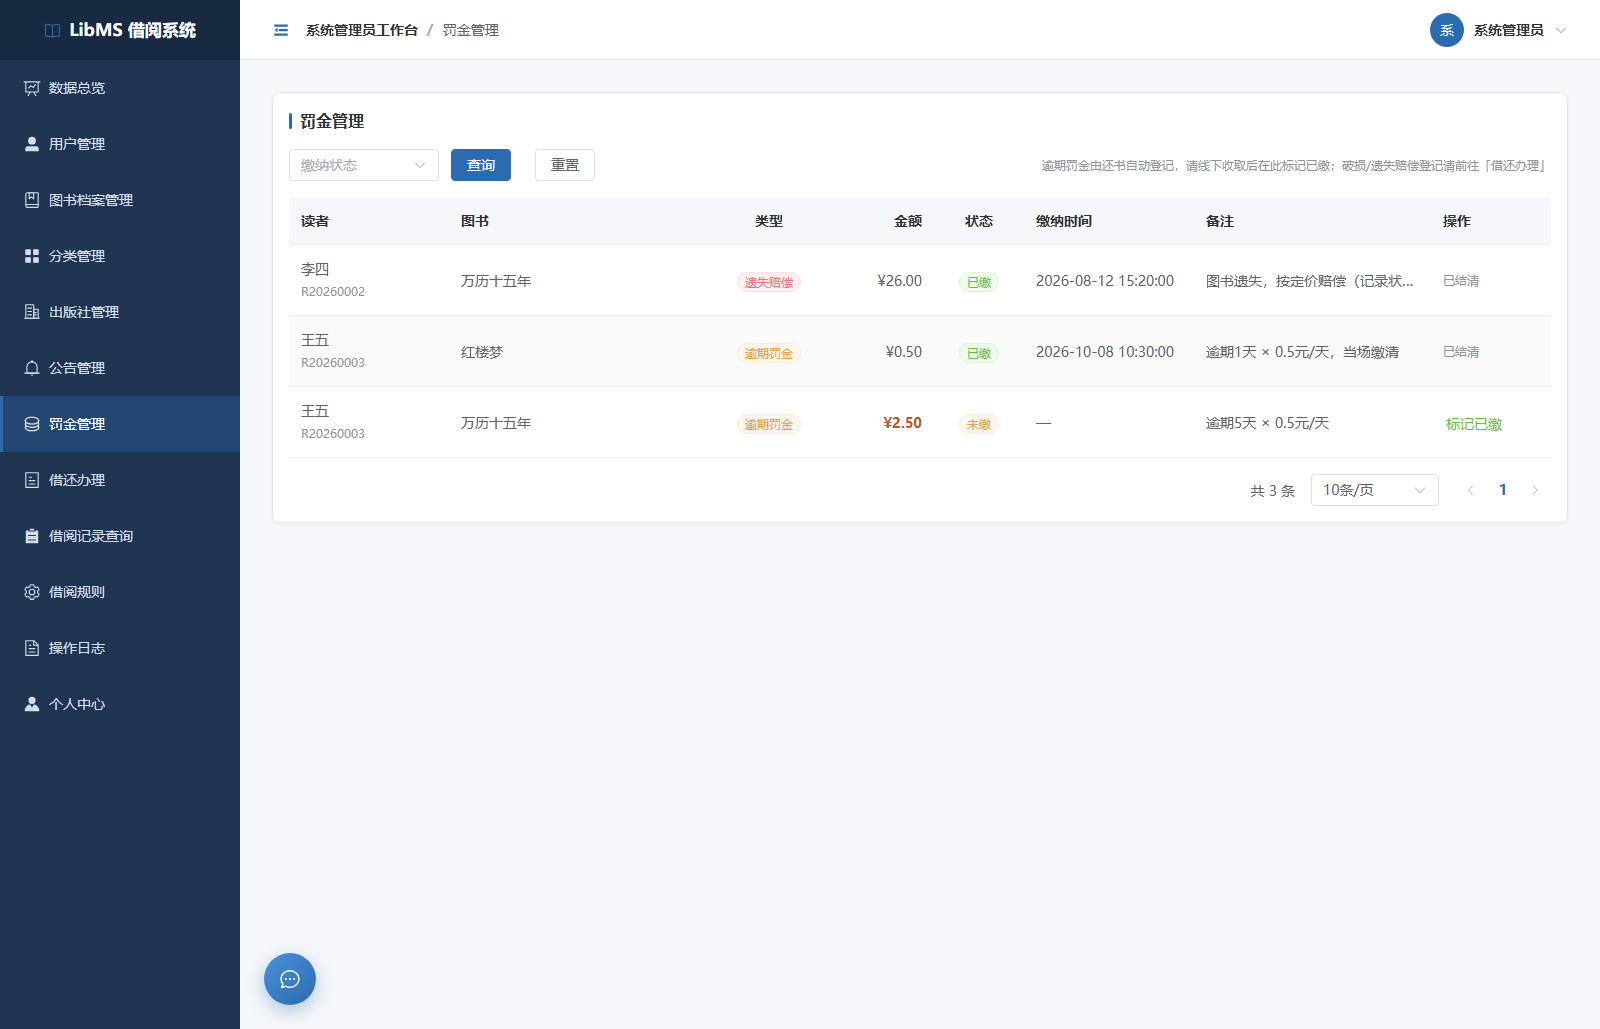 LibMS 借阅系统
数据总览
用户管理
图书档案管理
分类管理
出版社管理
公告管理
罚金管理
借还办理
借阅记录查询
借阅规则
操作日志
个人中心
系统管理员工作台 / 罚金管理
系 系统管理员
罚金管理
缴纳状态 查询 重置 逾期罚金由还书自动登记，请线下收取后在此标记已缴；破损/遗失赔偿登记请前往「借还办理」
读者 图书 类型 金额 状态 缴纳时间 备注 操作
李四
R20260002
万历十五年 遗失赔偿 ¥26.00 已缴 2026-08-12 15:20:00 图书遗失，按定价赔偿（记录状... 已结清
王五
R20260003
红楼梦 逾期罚金 ¥0.50 已缴 2026-10-08 10:30:00 逾期1天 × 0.5元/天，当场缴清 已结清
王五
R20260003
万历十五年 逾期罚金 ¥2.50 未缴 — 逾期5天 × 0.5元/天 标记已缴
共 3 条 10条/页 1